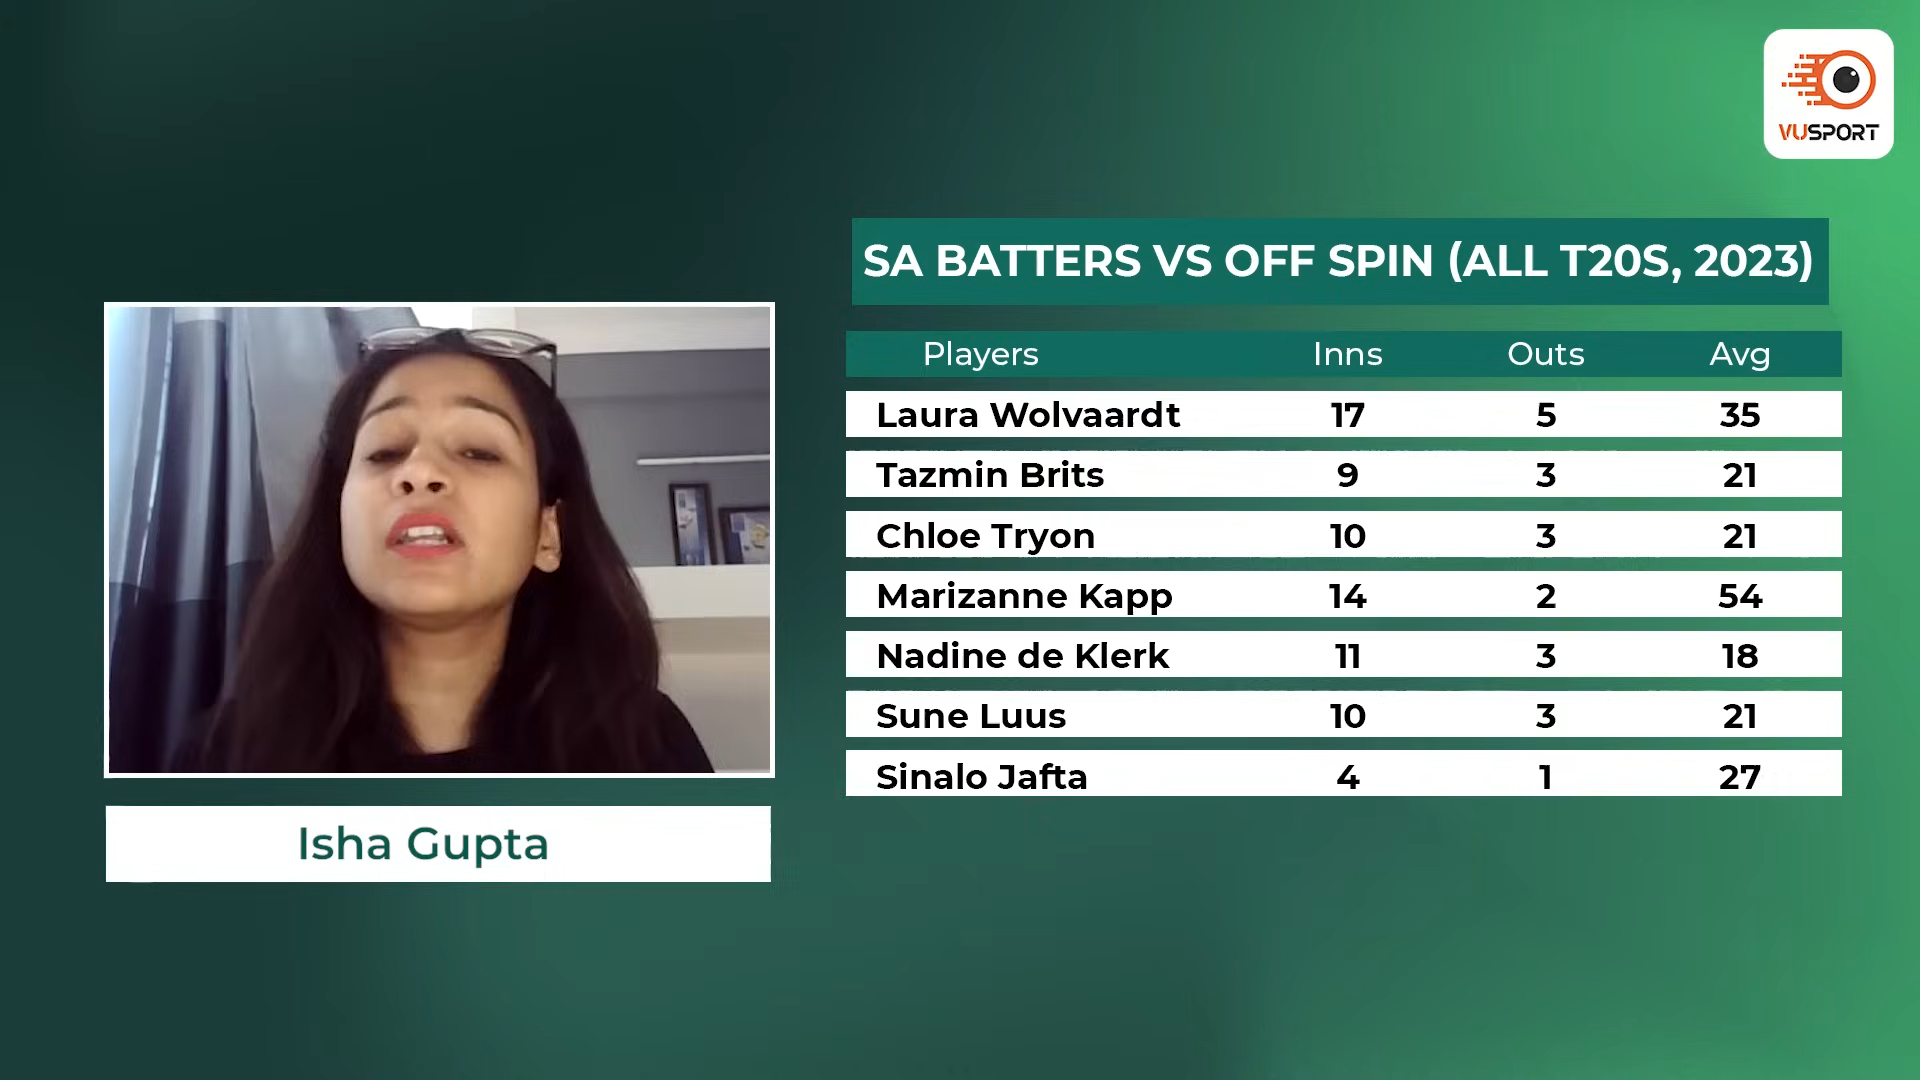 VUSPORT
SA BATTERS VS OFF SPIN (ALL T20S, 2023)
Players Inns Outs Avg
Laura Wolvaardt 17 5 35
Tazmin Brits 9 3 21
Chloe Tryon 10 3 21
Marizanne Kapp 14 2 54
Nadine de Klerk 11 3 18
Sune Luus 10 3 21
Sinalo Jafta 4 1 27
Isha Gupta